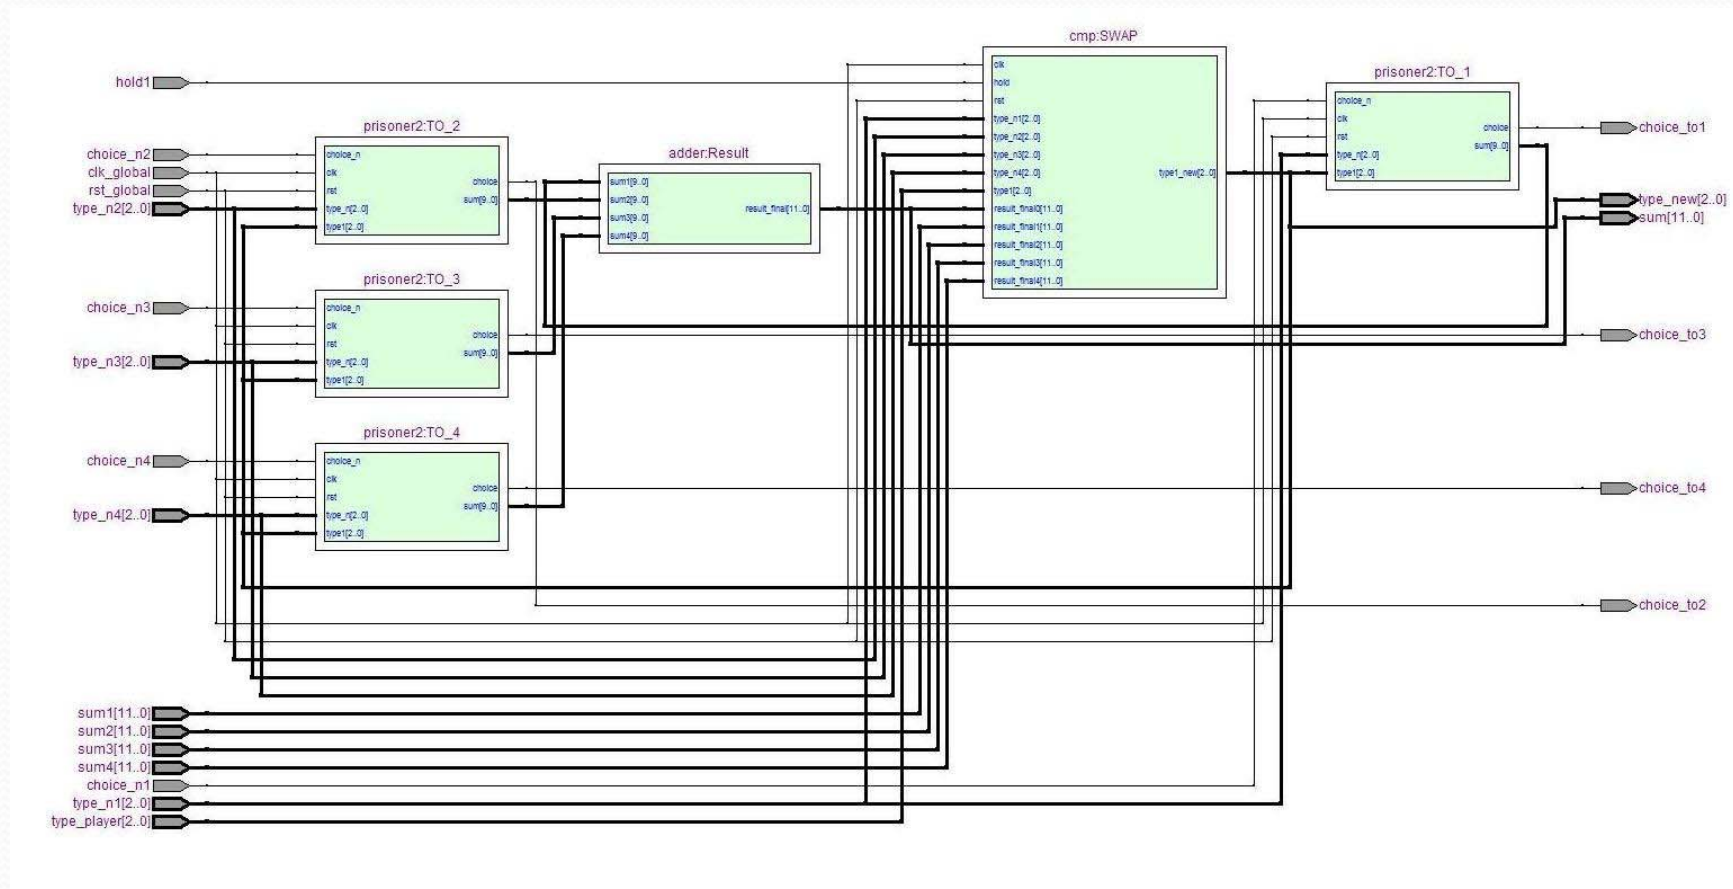 cmp:SWAP
prisoner2:TO_1
hold1
clk
hold
rst
type_n1[2..0]
type_n2[2..0]
type_n3[2..0]
type_n4[2..0]
type1[2..0]
result_final0[11..0]
result_final1[11..0]
result_final2[11..0]
result_final3[11..0]
result_final4[11..0]
type1_new[2..0]
choice_n
clk
rst
type_n[2..0]
type1[2..0]
choice
sum[9..0]
choice_to1
type_new[2..0]
sum[11..0]
prisoner2:TO_2
choice_n2
clk_global
rst_global
type_n2[2..0]
choice_n
clk
rst
type_n[2..0]
type1[2..0]
choice
sum[9..0]
adder:Result
sum1[9..0]
sum2[9..0]
sum3[9..0]
sum4[9..0]
result_final[11..0]
prisoner2:TO_3
choice_n3
type_n3[2..0]
choice_n
clk
rst
type_n[2..0]
type1[2..0]
choice
sum[9..0]
choice_to3
prisoner2:TO_4
choice_n4
type_n4[2..0]
choice_n
clk
rst
type_n[2..0]
type1[2..0]
choice
sum[9..0]
choice_to4
choice_to2
sum1[11..0]
sum2[11..0]
sum3[11..0]
sum4[11..0]
choice_n1
type_n1[2..0]
type_player[2..0]